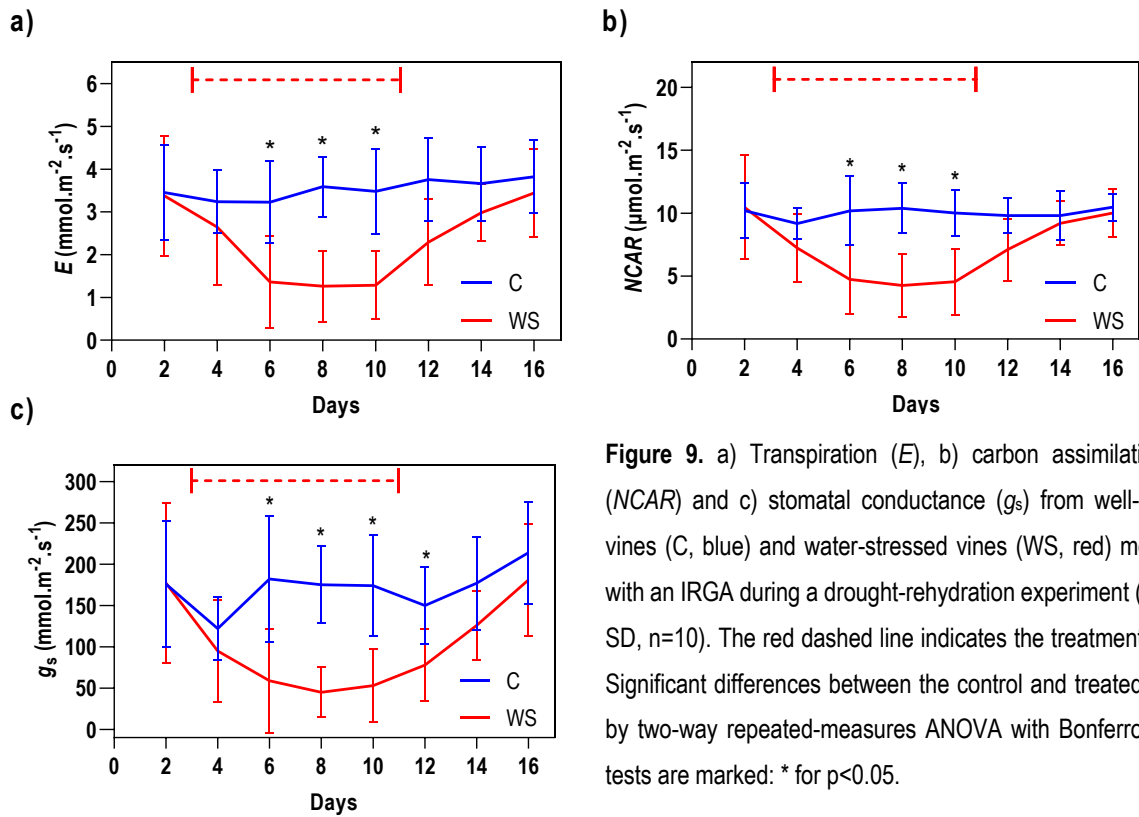 a)
6
5
4
3
2
1
0
E (mmol.m⁻².s⁻¹)
* * *
C
WS
0 2 4 6 8 10 12 14 16
Days
b)
20
15
10
5
0
NCAR (µmol.m⁻².s⁻¹)
* * *
C
WS
0 2 4 6 8 10 12 14 16
Days
c)
300
250
200
150
100
50
0
gₛ (mmol.m⁻².s⁻¹)
* * * *
C
WS
0 2 4 6 8 10 12 14 16
Days
Figure 9. a) Transpiration (E), b) carbon assimilati
(NCAR) and c) stomatal conductance (gₛ) from well-
vines (C, blue) and water-stressed vines (WS, red) m
with an IRGA during a drought-rehydration experiment (
SD, n=10). The red dashed line indicates the treatment
Significant differences between the control and treated
by two-way repeated-measures ANOVA with Bonferro
tests are marked: * for p<0.05.